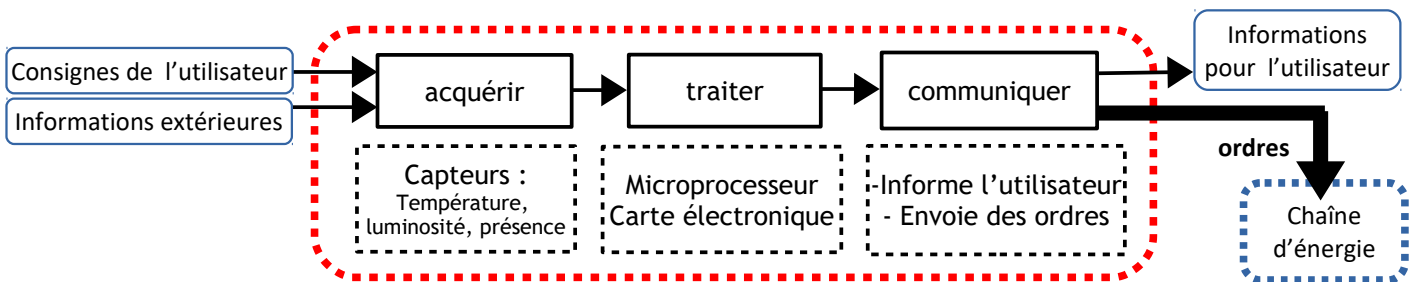 Consignes de l’utilisateur
Informations extérieures
acquérir
traiter
communiquer
Informations
pour l’utilisateur
Capteurs :
Température,
luminosité, présence
Microprocesseur
Carte électronique
-Informe l’utilisateur
- Envoie des ordres
ordres
Chaîne
d’énergie